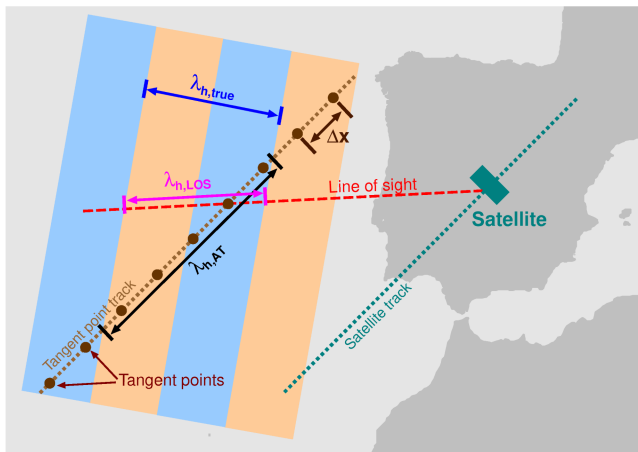 λh,true
Δx
λh,LOS
Line of sight
Satellite
λh,AT
Tangent point track
Satellite track
Tangent points